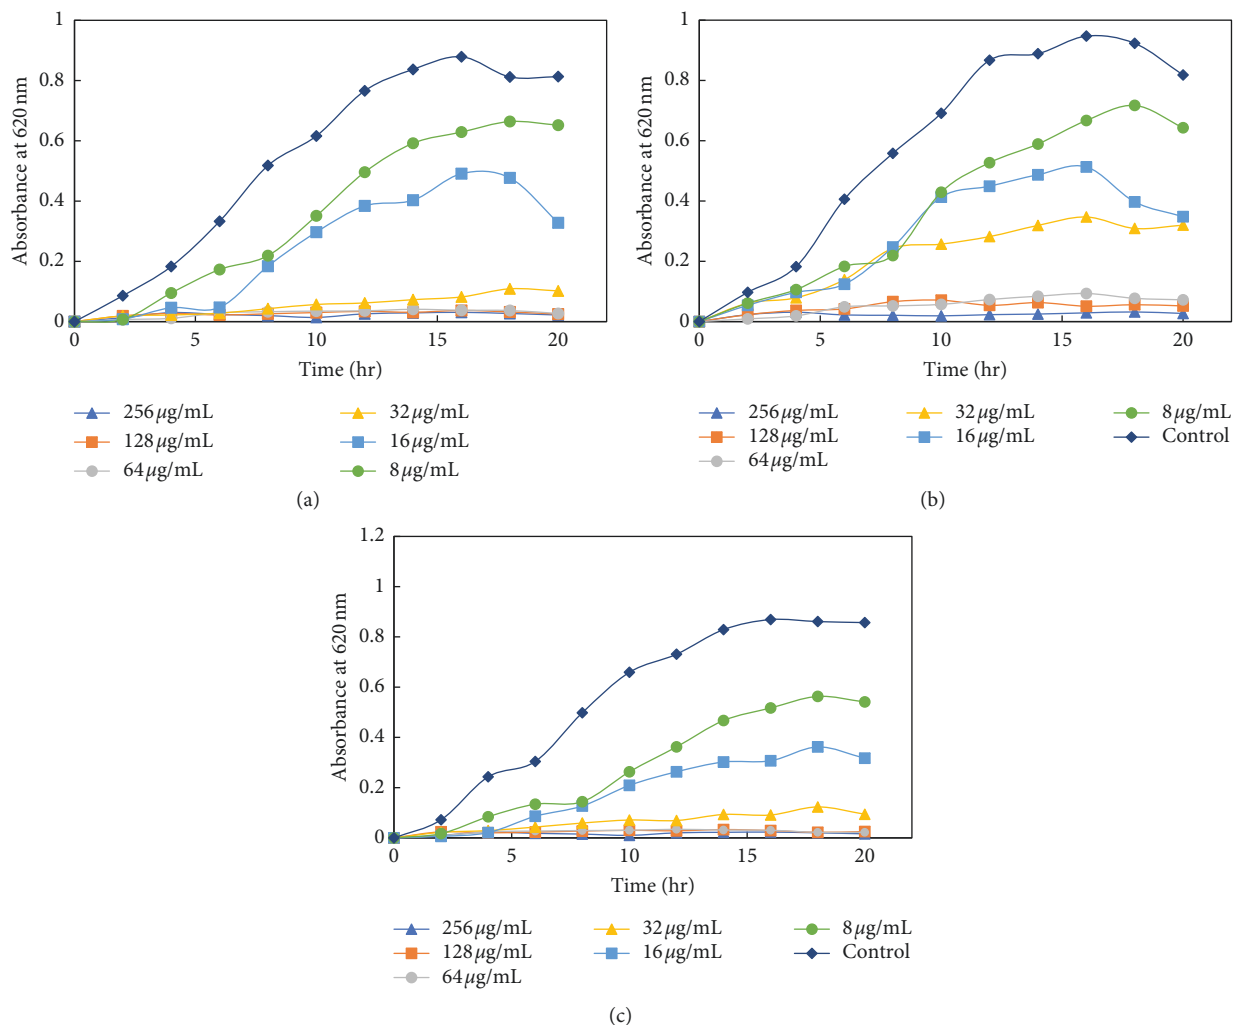 1
0.8
0.6
0.4
0.2
0
Absorbance at 620 nm
0 5 10 15 20
Time (hr)
256 µg/mL 32 µg/mL
128 µg/mL 16 µg/mL
64 µg/mL 8 µg/mL
(a)
1
0.8
0.6
0.4
0.2
0
Absorbance at 620 nm
0 5 10 15 20
Time (hr)
256 µg/mL 32 µg/mL 8 µg/mL
128 µg/mL 16 µg/mL Control
64 µg/mL
(b)
1.2
1
0.8
0.6
0.4
0.2
0
Absorbance at 620 nm
0 5 10 15 20
Time (hr)
256 µg/mL 32 µg/mL 8 µg/mL
128 µg/mL 16 µg/mL Control
64 µg/mL
(c)